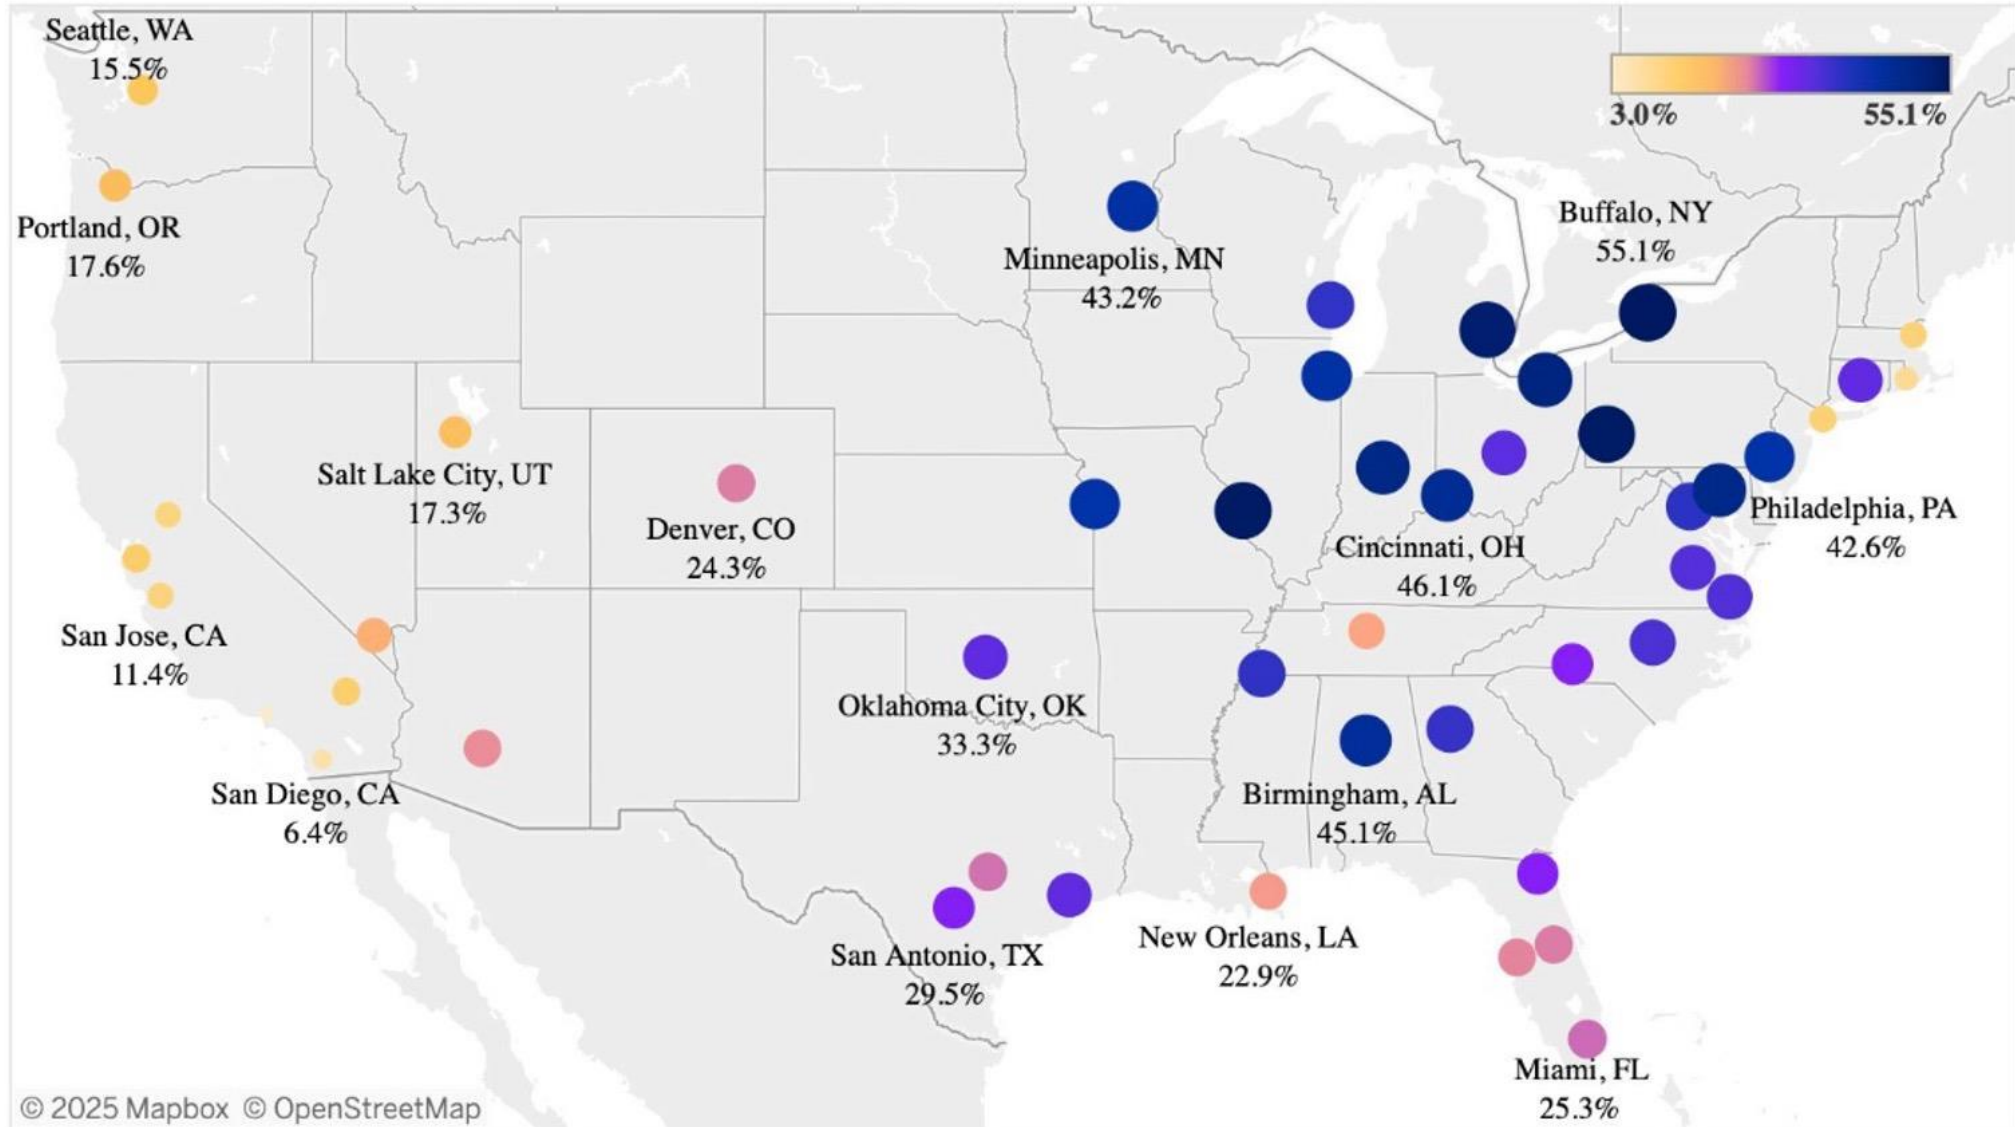 Seattle, WA
15.5%
3.0%
55.1%
Portland, OR
17.6%
Minneapolis, MN
43.2%
Buffalo, NY
55.1%
Salt Lake City, UT
17.3%
Denver, CO
24.3%
Cincinnati, OH
46.1%
Philadelphia, PA
42.6%
San Jose, CA
11.4%
Oklahoma City, OK
33.3%
San Diego, CA
6.4%
Birmingham, AL
45.1%
San Antonio, TX
29.5%
New Orleans, LA
22.9%
Miami, FL
25.3%
© 2025 Mapbox © OpenStreetMap